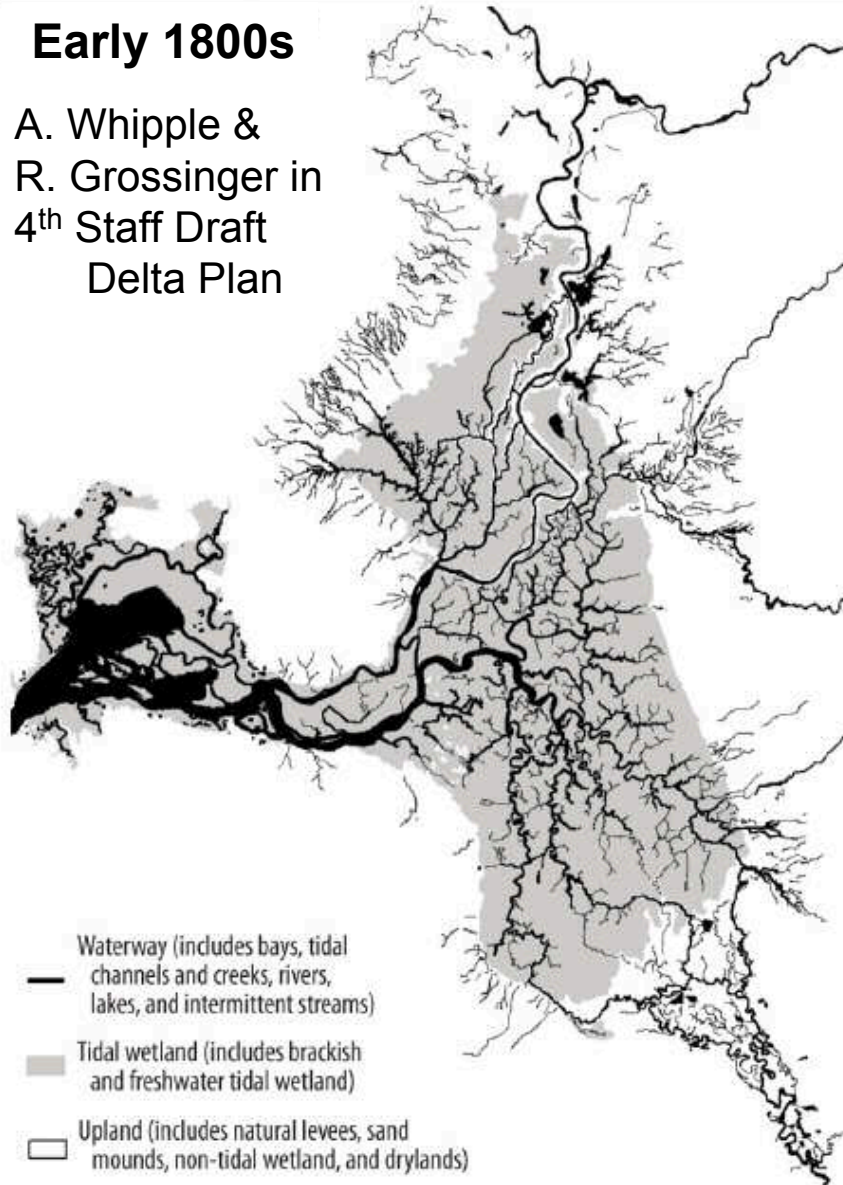 Early 1800s
A. Whipple &
R. Grossinger in
4th Staff Draft
Delta Plan
Waterway (includes bays, tidal
channels and creeks, rivers,
lakes, and intermittent streams)
Tidal wetland (includes brackish
and freshwater tidal wetland)
Upland (includes natural levees, sand
mounds, non-tidal wetland, and drylands)